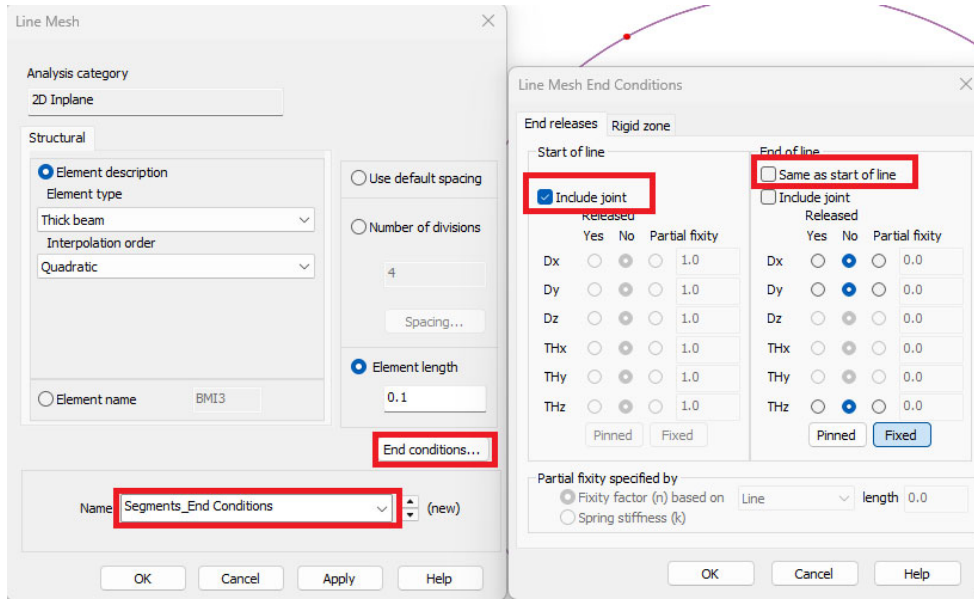 Line Mesh
Analysis category
2D Inplane
Structural
Element description
Element type
Thick beam
Interpolation order
Quadratic
Element name BMI3
Use default spacing
Number of divisions
4
Spacing...
Element length
0.1
End conditions...
Name Segments_End Conditions (new)
OK Cancel Apply Help
Line Mesh End Conditions
End releases Rigid zone
Start of line
Include joint
Released
Yes No Partial fixity
Dx 1.0
Dy 1.0
Dz 1.0
THx 1.0
THy 1.0
THz 1.0
Pinned Fixed
End of line
Same as start of line
Include joint
Released
Yes No Partial fixity
Dx 0.0
Dy 0.0
Dz 0.0
THx 0.0
THy 0.0
THz 0.0
Pinned Fixed
Partial fixity specified by
Fixity factor (n) based on Line length 0.0
Spring stiffness (k)
OK Cancel Help